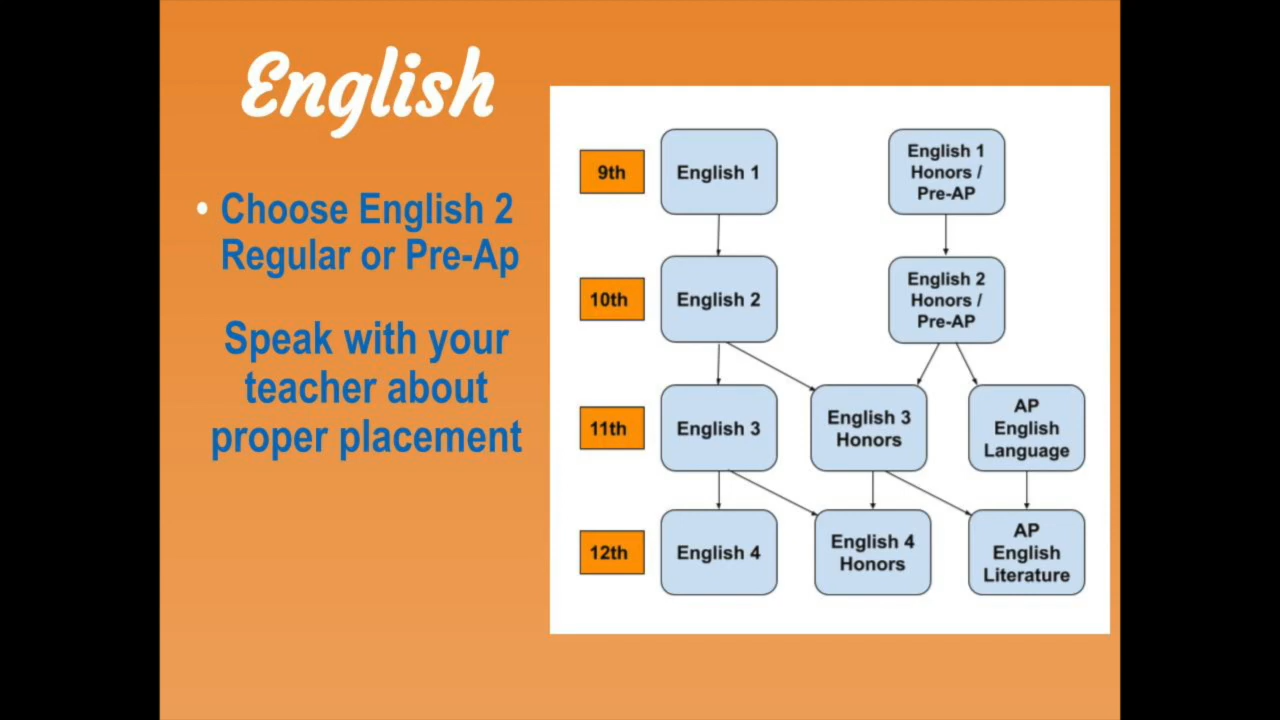 English
• Choose English 2
Regular or Pre-Ap
Speak with your
teacher about
proper placement
9th
English 1
English 1
Honors /
Pre-AP
10th
English 2
English 2
Honors /
Pre-AP
11th
English 3
English 3
Honors
AP
English
Language
12th
English 4
English 4
Honors
AP
English
Literature